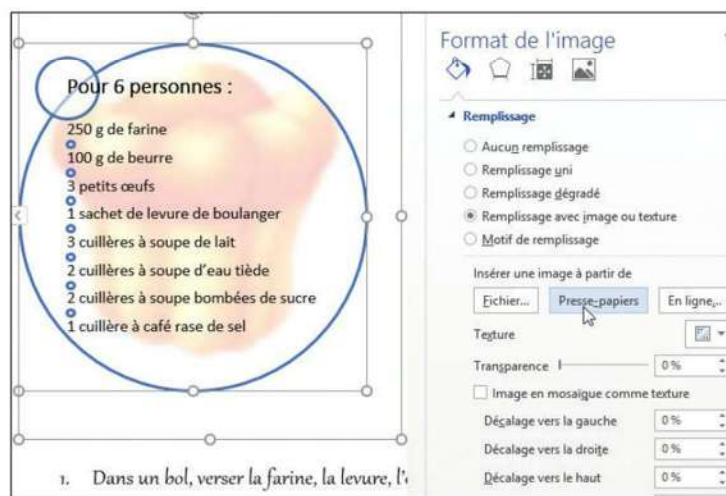 Pour 6 personnes :
250 g de farine
100 g de beurre
3 petits œufs
1 sachet de levure de boulanger
3 cuillères à soupe de lait
2 cuillères à soupe d'eau tiède
2 cuillères à soupe bombées de sucre
1 cuillère à café rase de sel
1. Dans un bol, verser la farine, la levure, l'
Format de l'image
Remplissage
Aucun remplissage
Remplissage uni
Remplissage dégradé
Remplissage avec image ou texture
Motif de remplissage
Insérer une image à partir de
Fichier... Presse-papiers En ligne...
Texture
Transparence 0 %
Image en mosaïque comme texture
Décalage vers la gauche 0 %
Décalage vers la droite 0 %
Décalage vers le haut 0 %